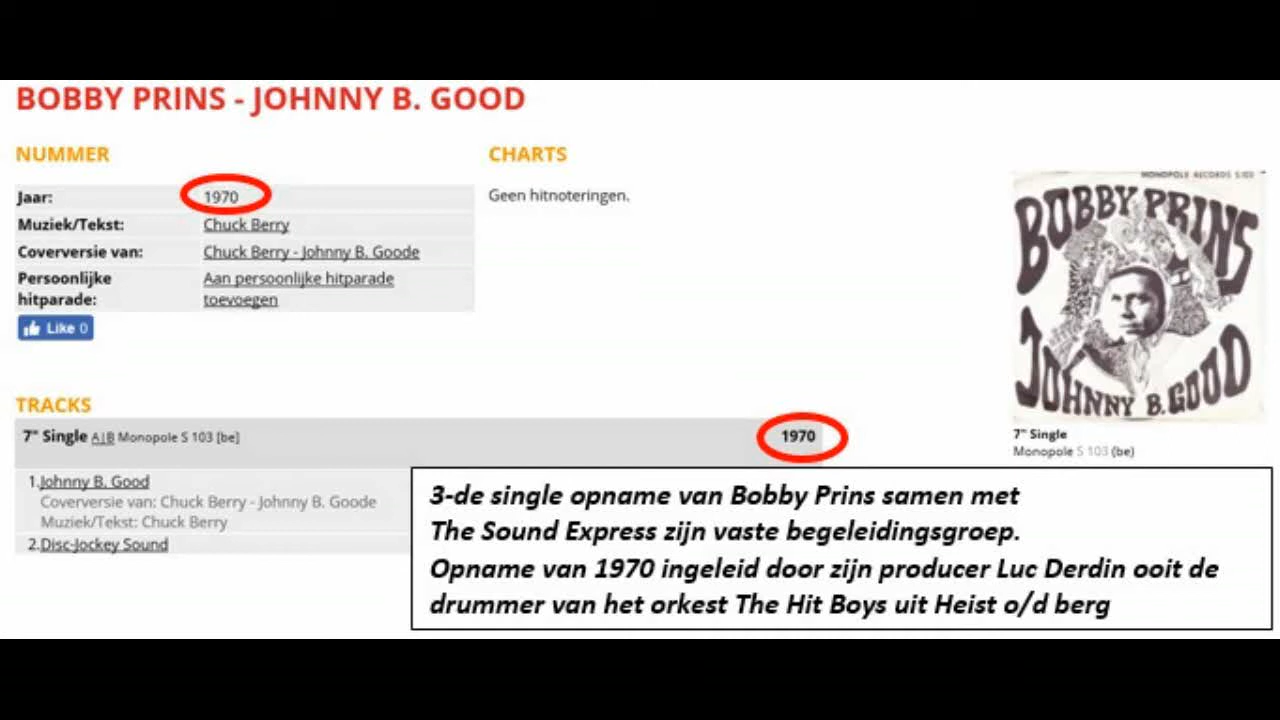 BOBBY PRINS - JOHNNY B. GOOD
NUMMER
Jaar: 1970
Muziek/Tekst: Chuck Berry
Coverversie van: Chuck Berry - Johnny B. Goode
Persoonlijke hitparade: Aan persoonlijke hitparade toevoegen
Like 0
CHARTS
Geen hitnoteringen.
MONOPOLE RECORDS S.103
BOBBY PRINS
JOHNNY B. GOOD
7" Single
Monopole S 103 (be)
TRACKS
7" Single A|B Monopole S 103 [be] 1970
1.Johnny B. Good
Coverversie van: Chuck Berry - Johnny B. Goode
Muziek/Tekst: Chuck Berry
2.Disc-Jockey Sound
3-de single opname van Bobby Prins samen met
The Sound Express zijn vaste begeleidingsgroep.
Opname van 1970 ingeleid door zijn producer Luc Derdin ooit de
drummer van het orkest The Hit Boys uit Heist o/d berg